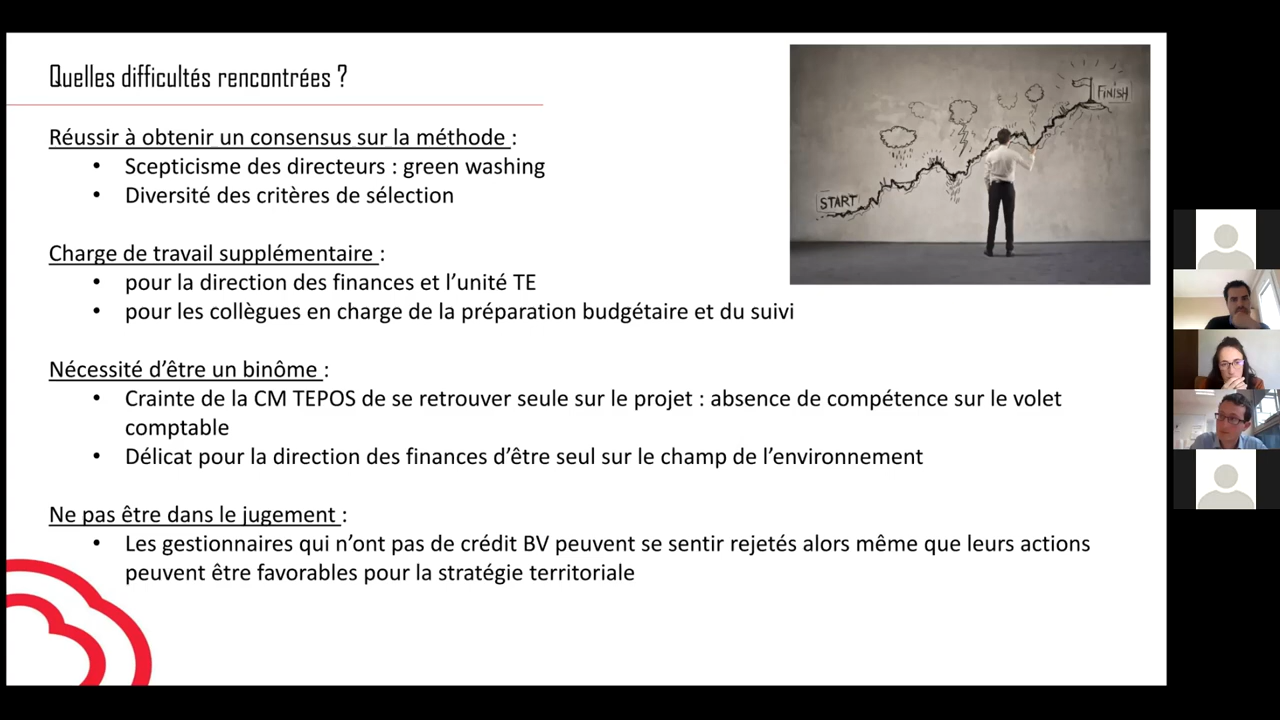 Quelles difficultés rencontrées ?
START
FINISH
Réussir à obtenir un consensus sur la méthode :
• Scepticisme des directeurs : green washing
• Diversité des critères de sélection
Charge de travail supplémentaire :
• pour la direction des finances et l’unité TE
• pour les collègues en charge de la préparation budgétaire et du suivi
Nécessité d’être un binôme :
• Crainte de la CM TEPOS de se retrouver seule sur le projet : absence de compétence sur le volet
comptable
• Délicat pour la direction des finances d’être seul sur le champ de l’environnement
Ne pas être dans le jugement :
• Les gestionnaires qui n’ont pas de crédit BV peuvent se sentir rejetés alors même que leurs actions
peuvent être favorables pour la stratégie territoriale